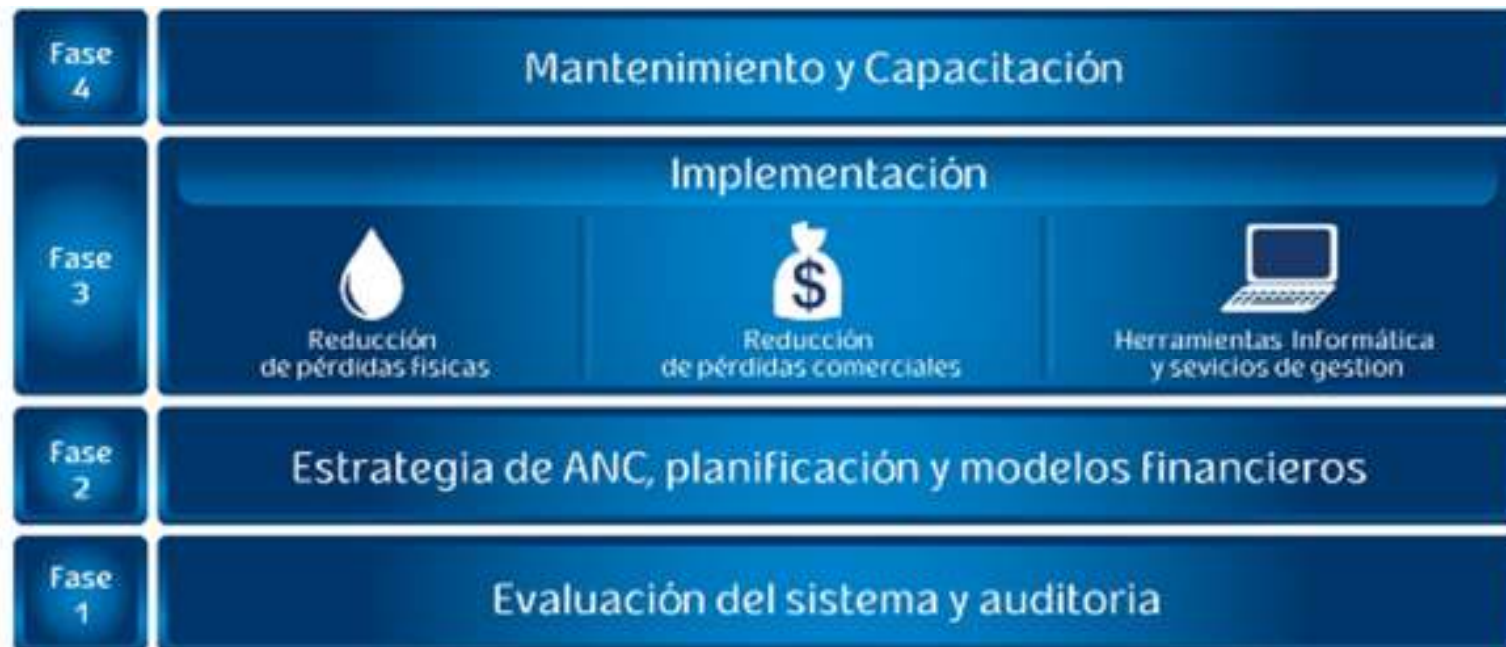 Fase
4
Mantenimiento y Capacitación
Fase
3
Implementación
Reducción
de pérdidas fisicas
$
Reducción
de pérdidas comerciales
Herramientas Informática
y sevicios de gestion
Fase
2
Estrategia de ANC, planificación y modelos financieros
Fase
1
Evaluación del sistema y auditoria